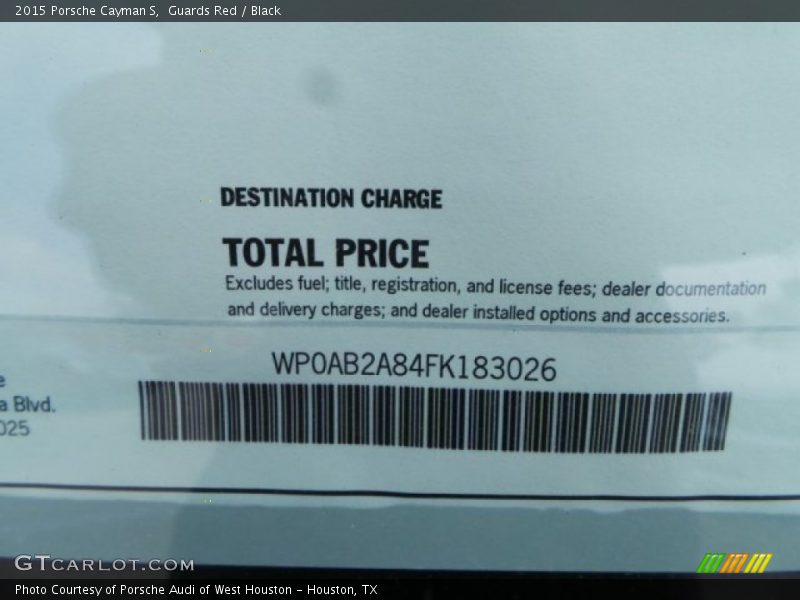 2015 Porsche Cayman S,  Guards Red / Black
DESTINATION CHARGE
TOTAL PRICE
Excludes fuel; title, registration, and license fees; dealer documentation
and delivery charges; and dealer installed options and accessories.
WP0AB2A84FK183026
a Blvd.
025
GTCARLOT.COM
Photo Courtesy of Porsche Audi of West Houston - Houston, TX